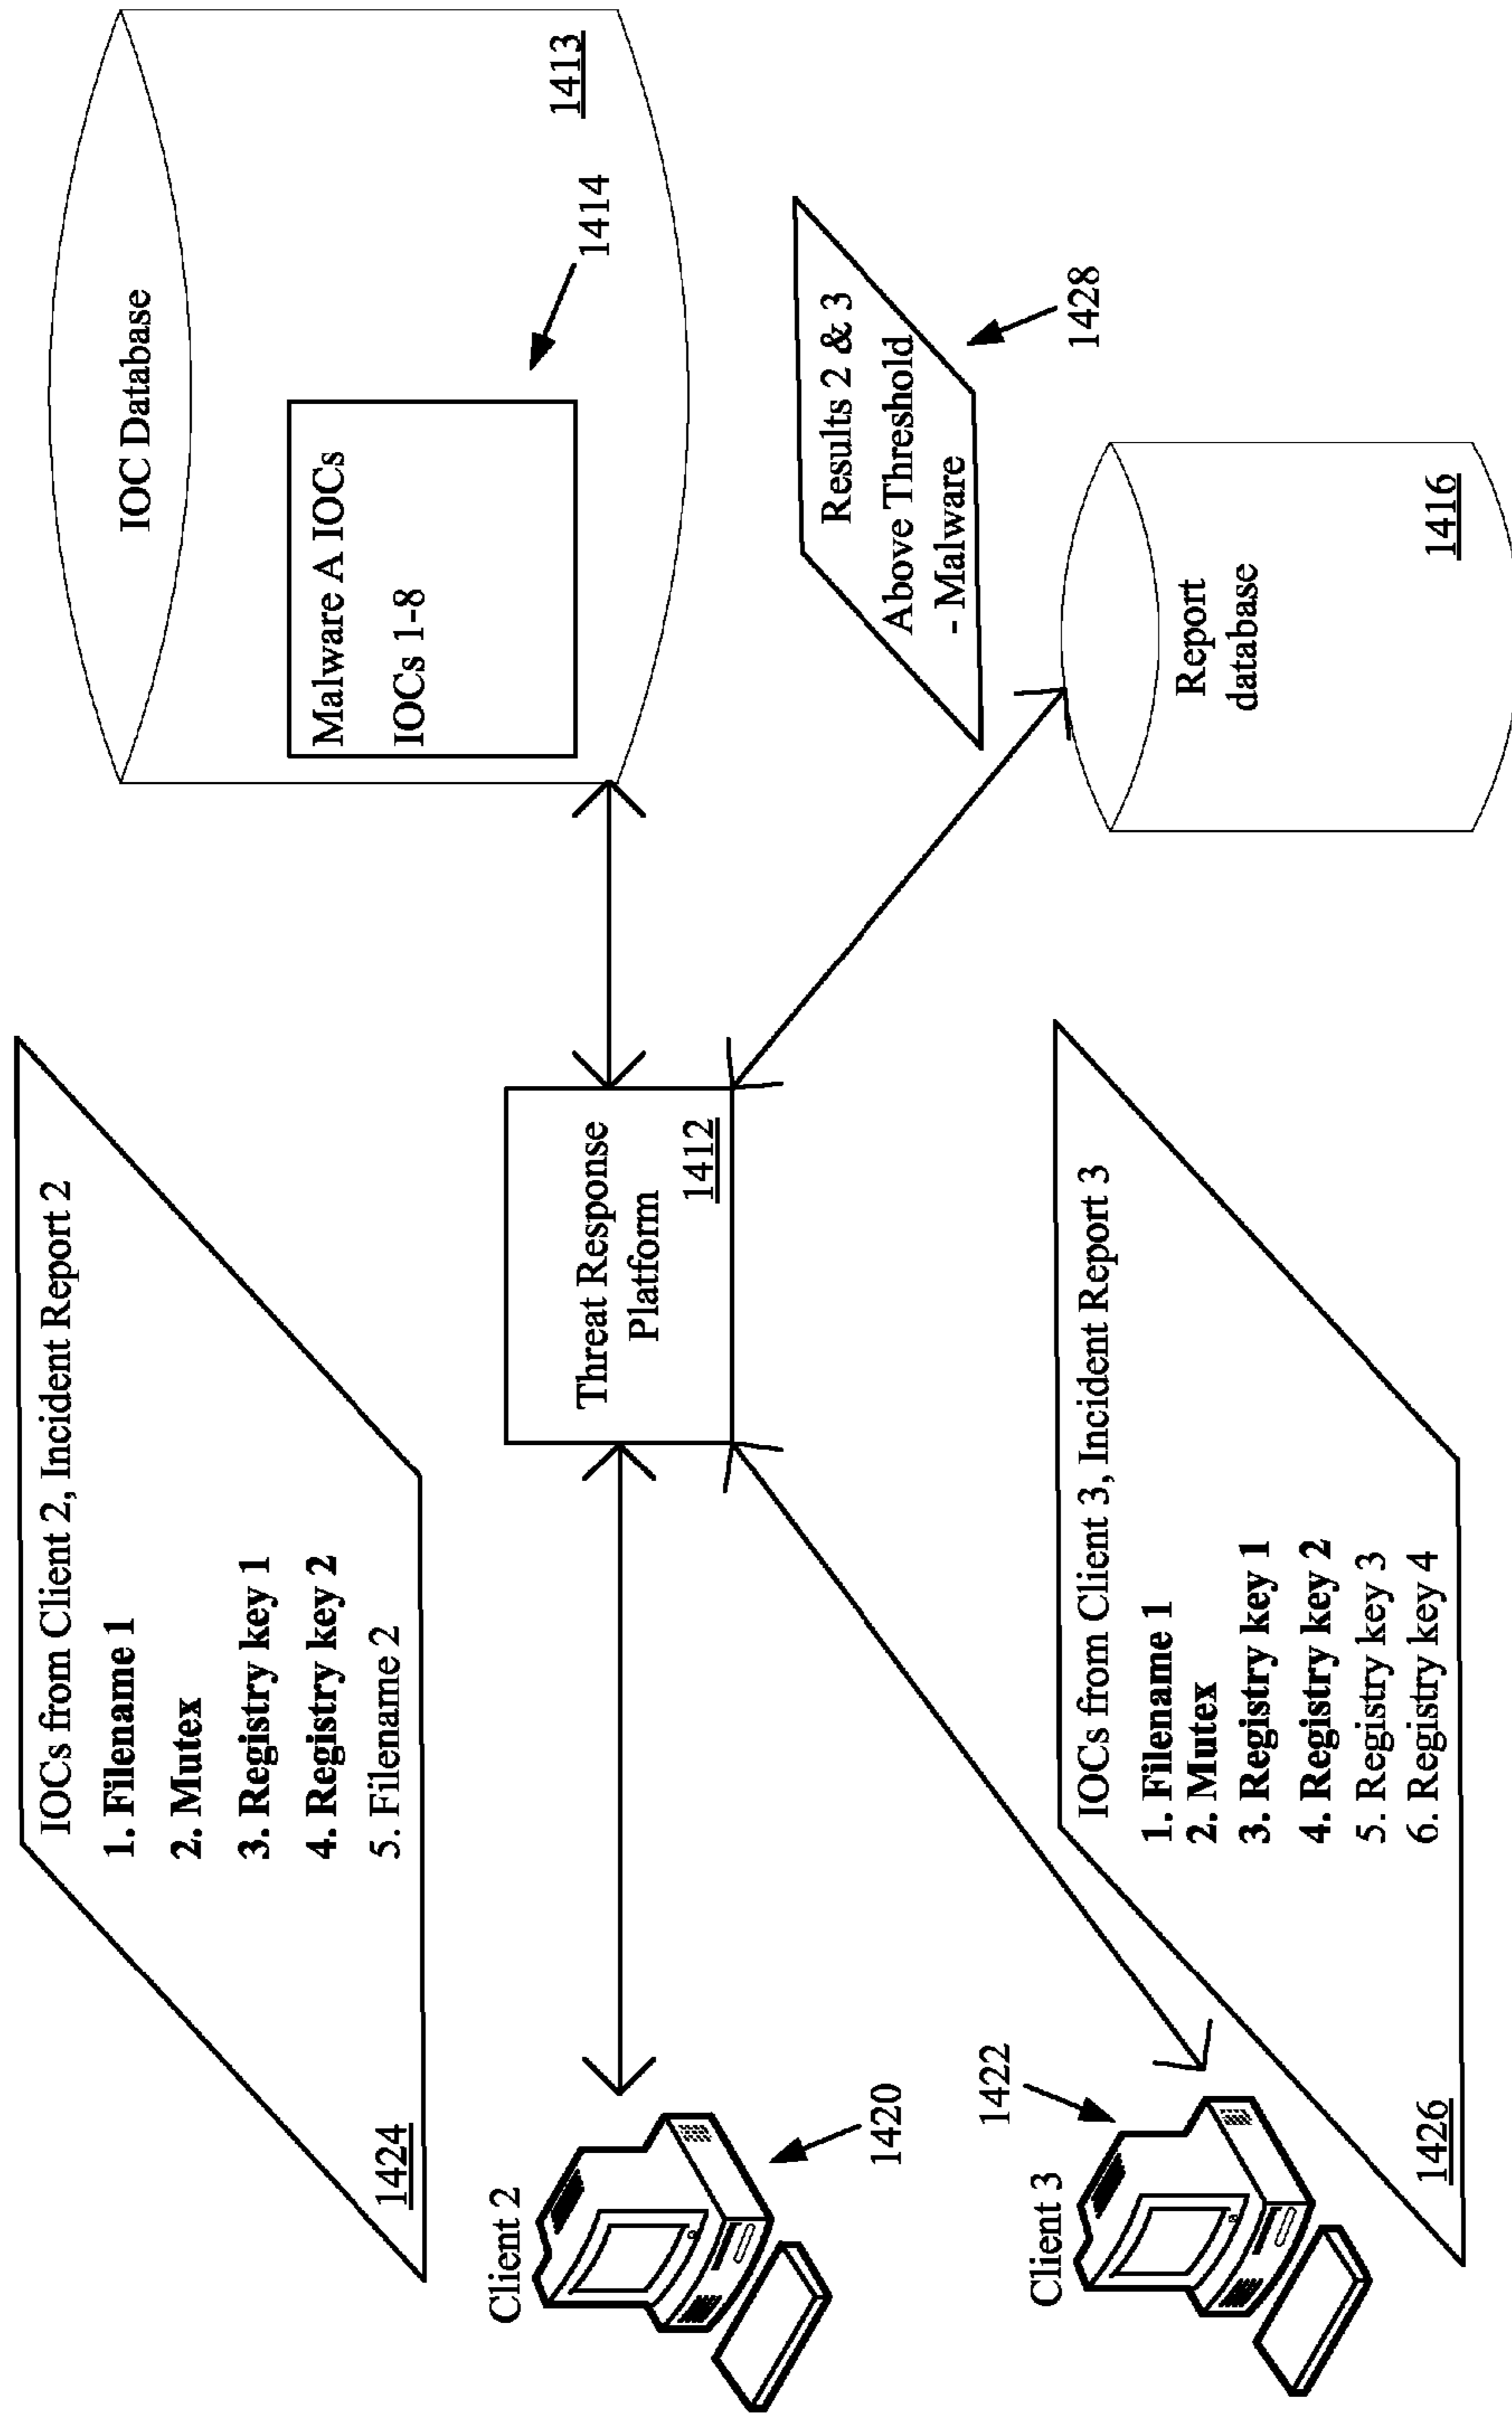 IOCs from Client 2, Incident Report 2
1. Filename 1
2. Mutex
3. Registry key 1
4. Registry key 2
5. Filename 2
1424
IOC Database
Malware A IOCs
IOCs 1-8
1414
1413
Client 2
1420
Threat Response
Platform
1412
Results 2 & 3
Above Threshold
- Malware
1428
Client 3
1422
IOCs from Client 3, Incident Report 3
1. Filename 1
2. Mutex
3. Registry key 1
4. Registry key 2
5. Registry key 3
6. Registry key 4
1426
Report
database
1416